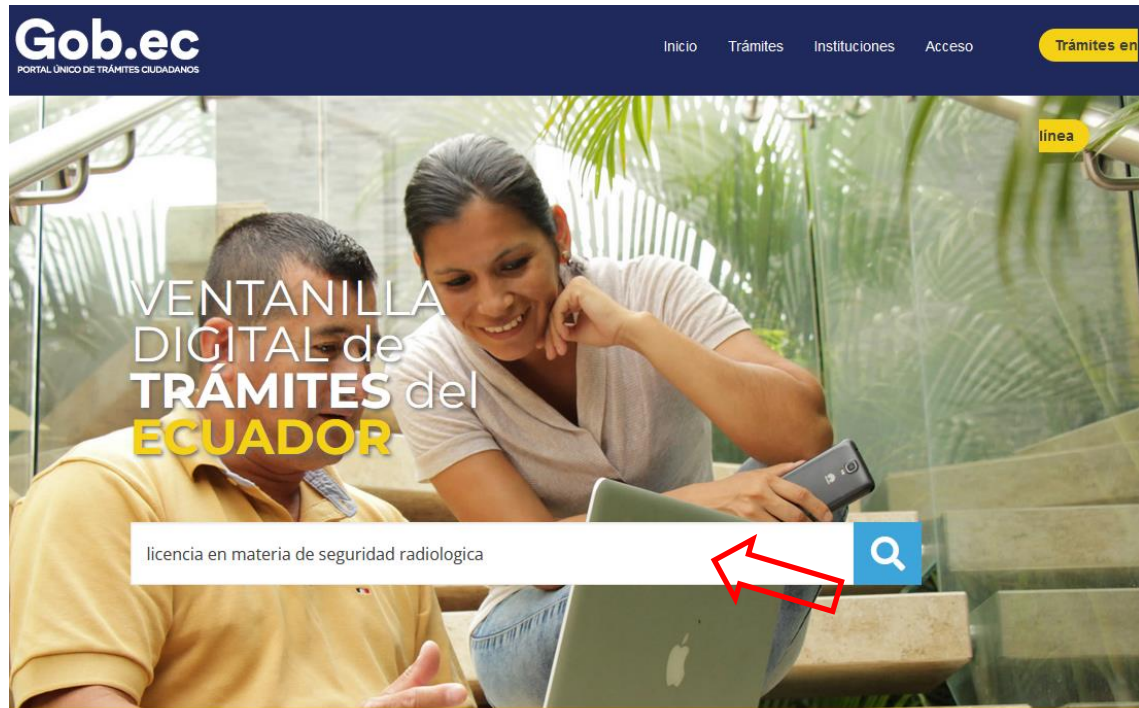 Gob.ec
PORTAL ÚNICO DE TRÁMITES CIUDADANOS
Inicio Trámites Instituciones Acceso Trámites en
línea
VENTANILLA
DIGITAL de
TRÁMITES del
ECUADOR
licencia en materia de seguridad radiologica